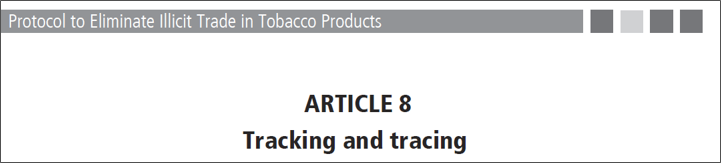 Protocol to Eliminate Illicit Trade in Tobacco Products
ARTICLE 8
Tracking and tracing